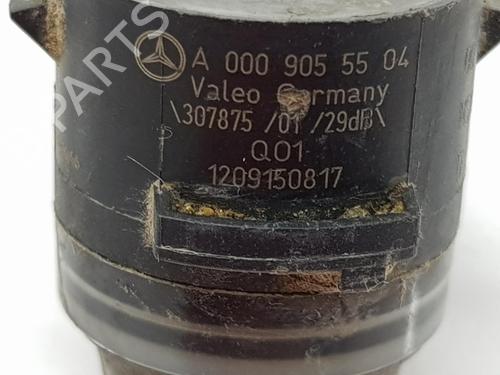 A 000 905 55 04
Valeo Germany
\307875 /01 /29dB\
Q01
1209150817
PARTS